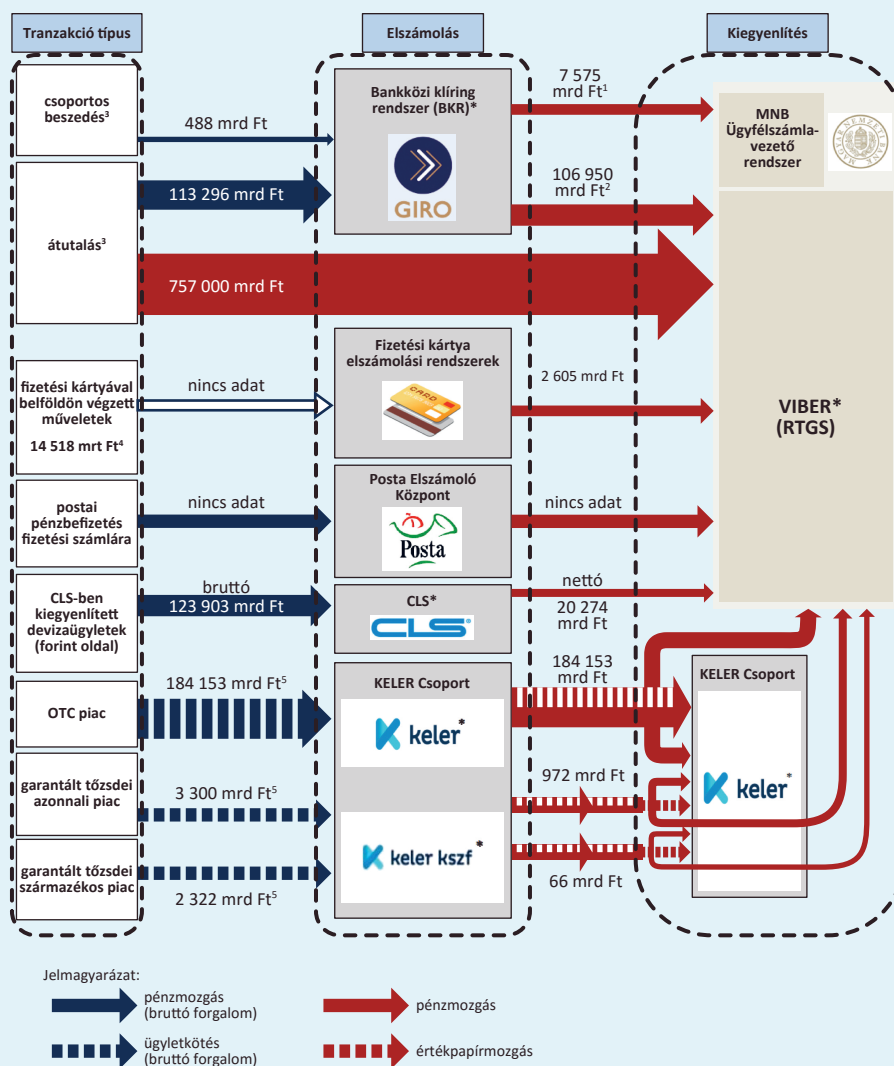 Tranzakció típus
Elszámolás
Kiegyenlítés
csoportos
beszedés³
488 mrd Ft
Bankközi klíring
rendszer (BKR)*
GIRO
7 575
mrd Ft¹
MNB
Ügyfélszámla-
vezető
rendszer
MAGYAR NEMZETI BANK
113 296 mrd Ft
106 950
mrd Ft²
átutalás³
757 000 mrd Ft
fizetési kártyával
belföldön végzett
műveletek
14 518 mrt Ft⁴
nincs adat
Fizetési kártya
elszámolási rendszerek
CARD
2 605 mrd Ft
VIBER*
(RTGS)
postai
pénzbefizetés
fizetési számlára
nincs adat
Posta Elszámoló
Központ
Posta
nincs adat
CLS-ben
kiegyenlített
devizaügyletek
(forint oldal)
bruttó
123 903 mrd Ft
CLS*
CLS
nettó
20 274
mrd Ft
OTC piac
184 153 mrd Ft⁵
KELER Csoport
keler*
184 153
mrd Ft
KELER Csoport
keler*
garantált tőzsdei
azonnali piac
3 300 mrd Ft⁵
972 mrd Ft
keler kszf*
garantált tőzsdei
származékos piac
2 322 mrd Ft⁵
66 mrd Ft
Jelmagyarázat:
pénzmozgás
(bruttó forgalom)
pénzmozgás
ügyletkötés
(bruttó forgalom)
értékpapírmozgás